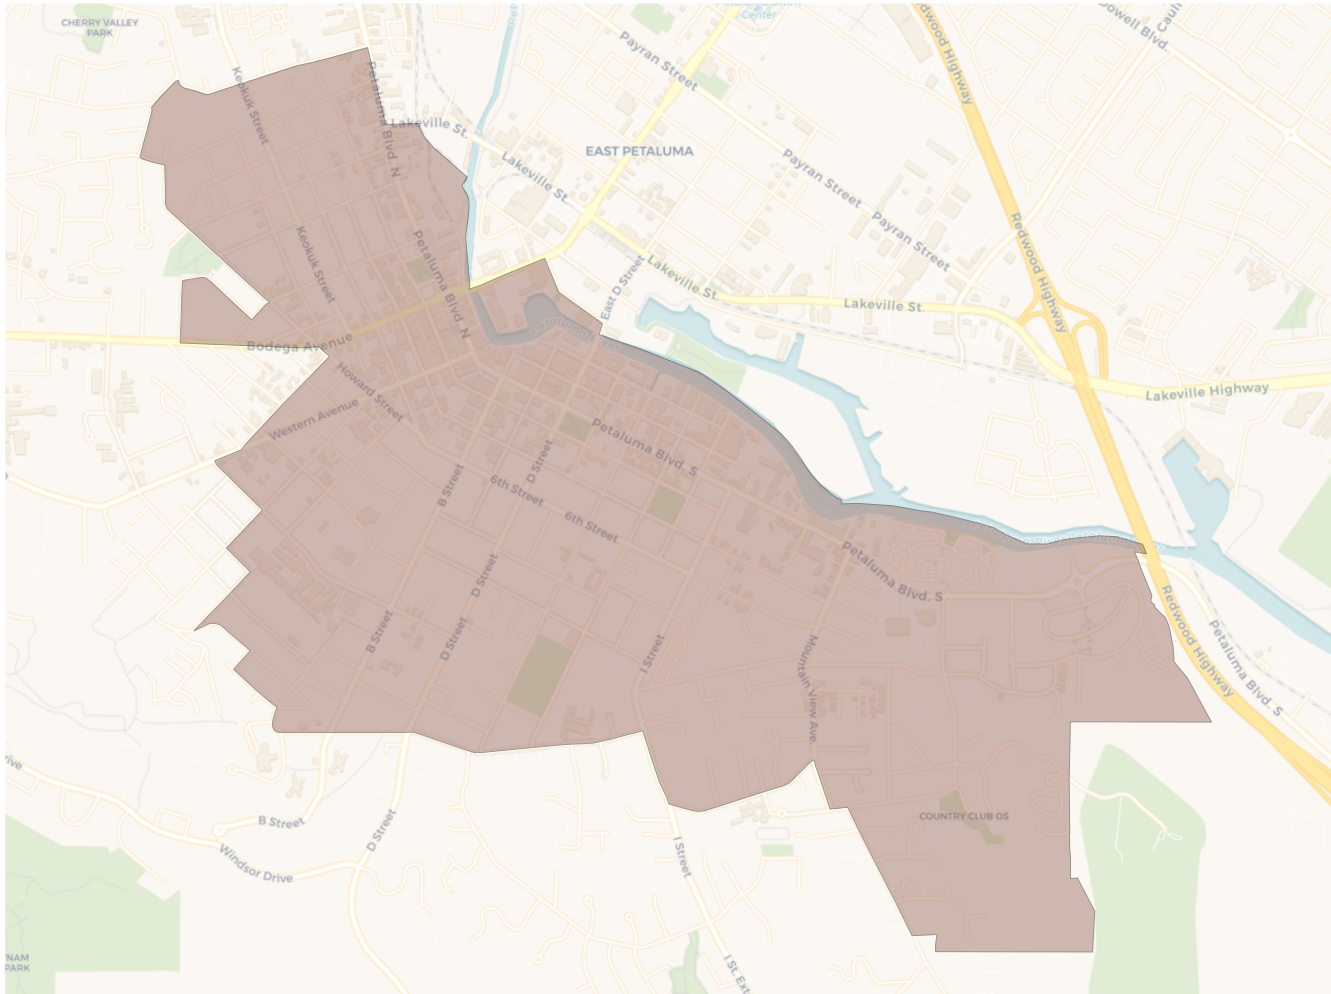 CHERRY VALLEY
PARK
Center
Redwood Highway
Payran Street
Keokuk Street
Petaluma Blvd. N
Lakeville St.
EAST PETALUMA
Lakeville St.
Payran Street
Payran Street
Redwood Highway
Keokuk Street
Petaluma Blvd. N
East D Street
Lakeville St.
Lakeville St.
Bodega Avenue
Howard Street
Western Avenue
Lakeville Highway
Petaluma Blvd. S
D Street
B Street
6th Street
6th Street
Petaluma Blvd. S
D Street
B Street
D Street
I Street
Mountain View Ave
Redwood Highway
Petaluma Blvd. S
COUNTRY CLUB OS
B Street
D Street
Windsor Drive
I Street
PARK